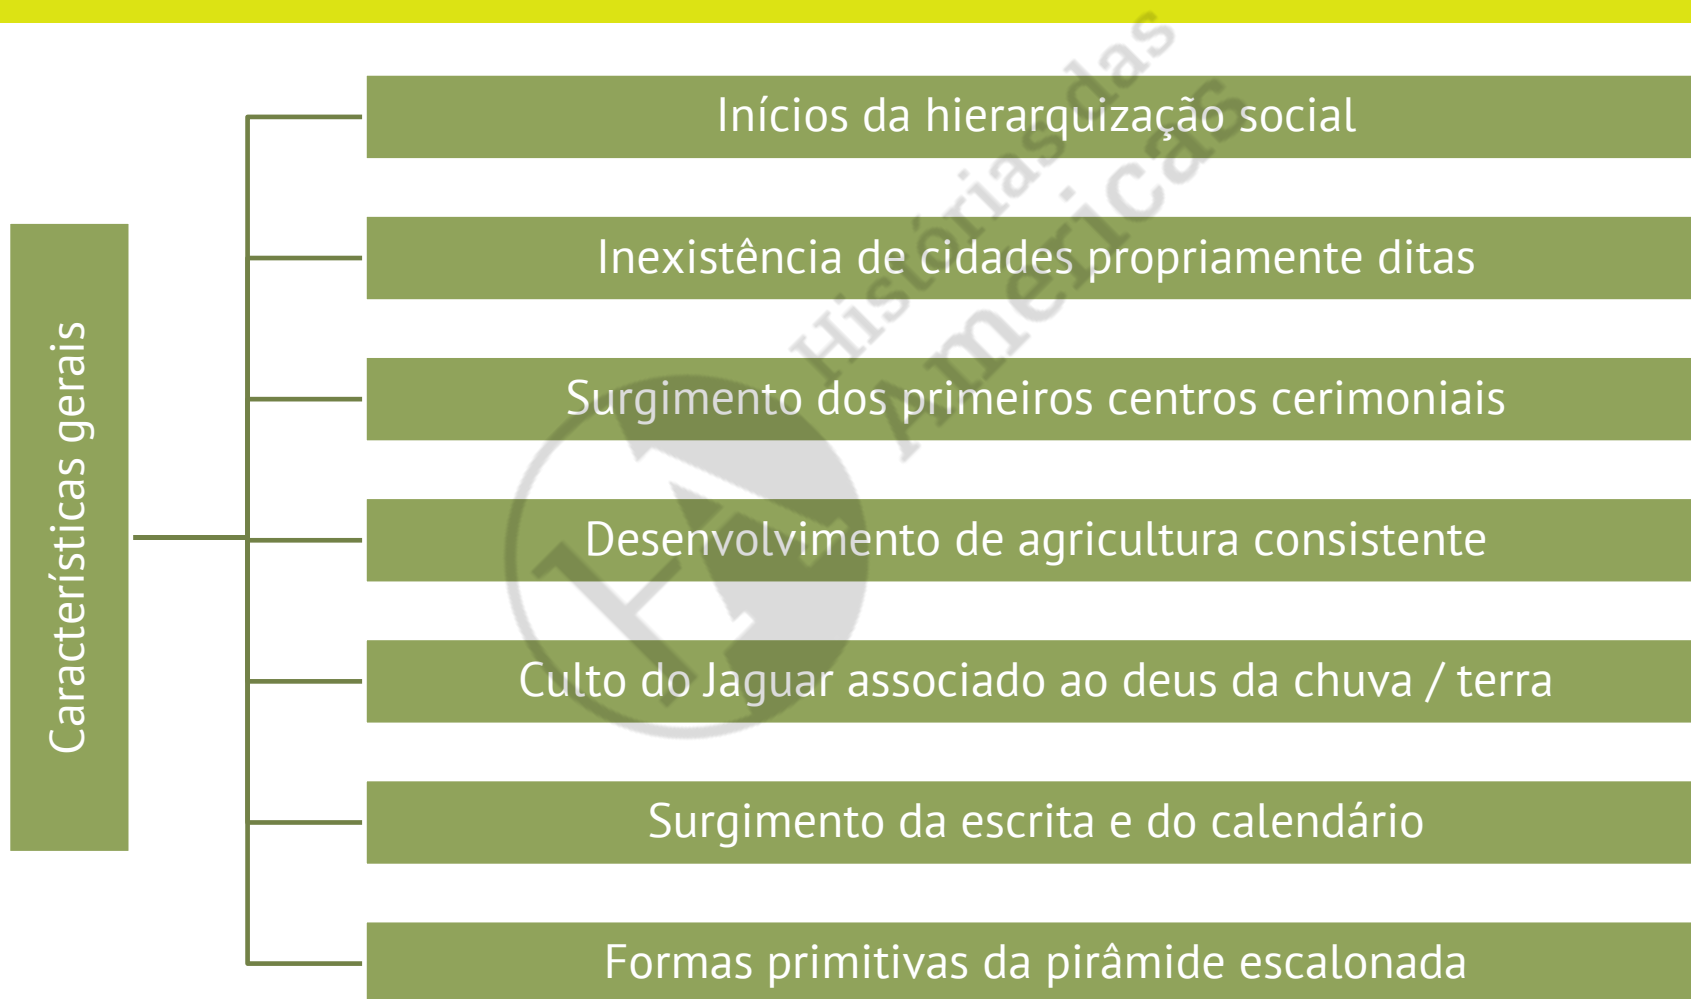 Características gerais
Inícios da hierarquização social
Inexistência de cidades propriamente ditas
Surgimento dos primeiros centros cerimoniais
Desenvolvimento de agricultura consistente
Culto do Jaguar associado ao deus da chuva / terra
Surgimento da escrita e do calendário
Formas primitivas da pirâmide escalonada
Histórias das
Americas
HA